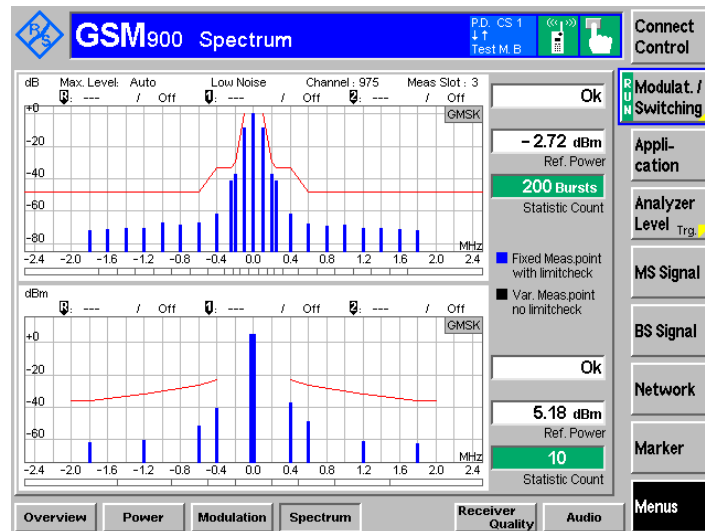 R/S
GSM900 Spectrum
P.D. CS 1
↓↑
Test M. B
Connect
Control
RUN
Modulat. /
Switching
Appli-
cation
Analyzer
Level Trg.
MS Signal
BS Signal
Network
Marker
Menus
dB Max. Level: Auto Low Noise Channel : 975 Meas Slot : 3
R: --- / Off 1: --- / Off 2: --- / Off
GMSK
+0
-20
-40
-60
-80
MHz
-2.4 -2.0 -1.6 -1.2 -0.8 -0.4 0.0 0.4 0.8 1.2 1.6 2.0 2.4
Ok
-2.72 dBm
Ref. Power
200 Bursts
Statistic Count
Fixed Meas.point
with limitcheck
Var. Meas.point
no limitcheck
dBm
R: --- / Off 1: --- / Off 2: --- / Off
GMSK
+0
-20
-40
-60
MHz
-2.4 -2.0 -1.6 -1.2 -0.8 -0.4 0.0 0.4 0.8 1.2 1.6 2.0 2.4
Ok
5.18 dBm
Ref. Power
10
Statistic Count
Overview
Power
Modulation
Spectrum
Receiver
Quality
Audio